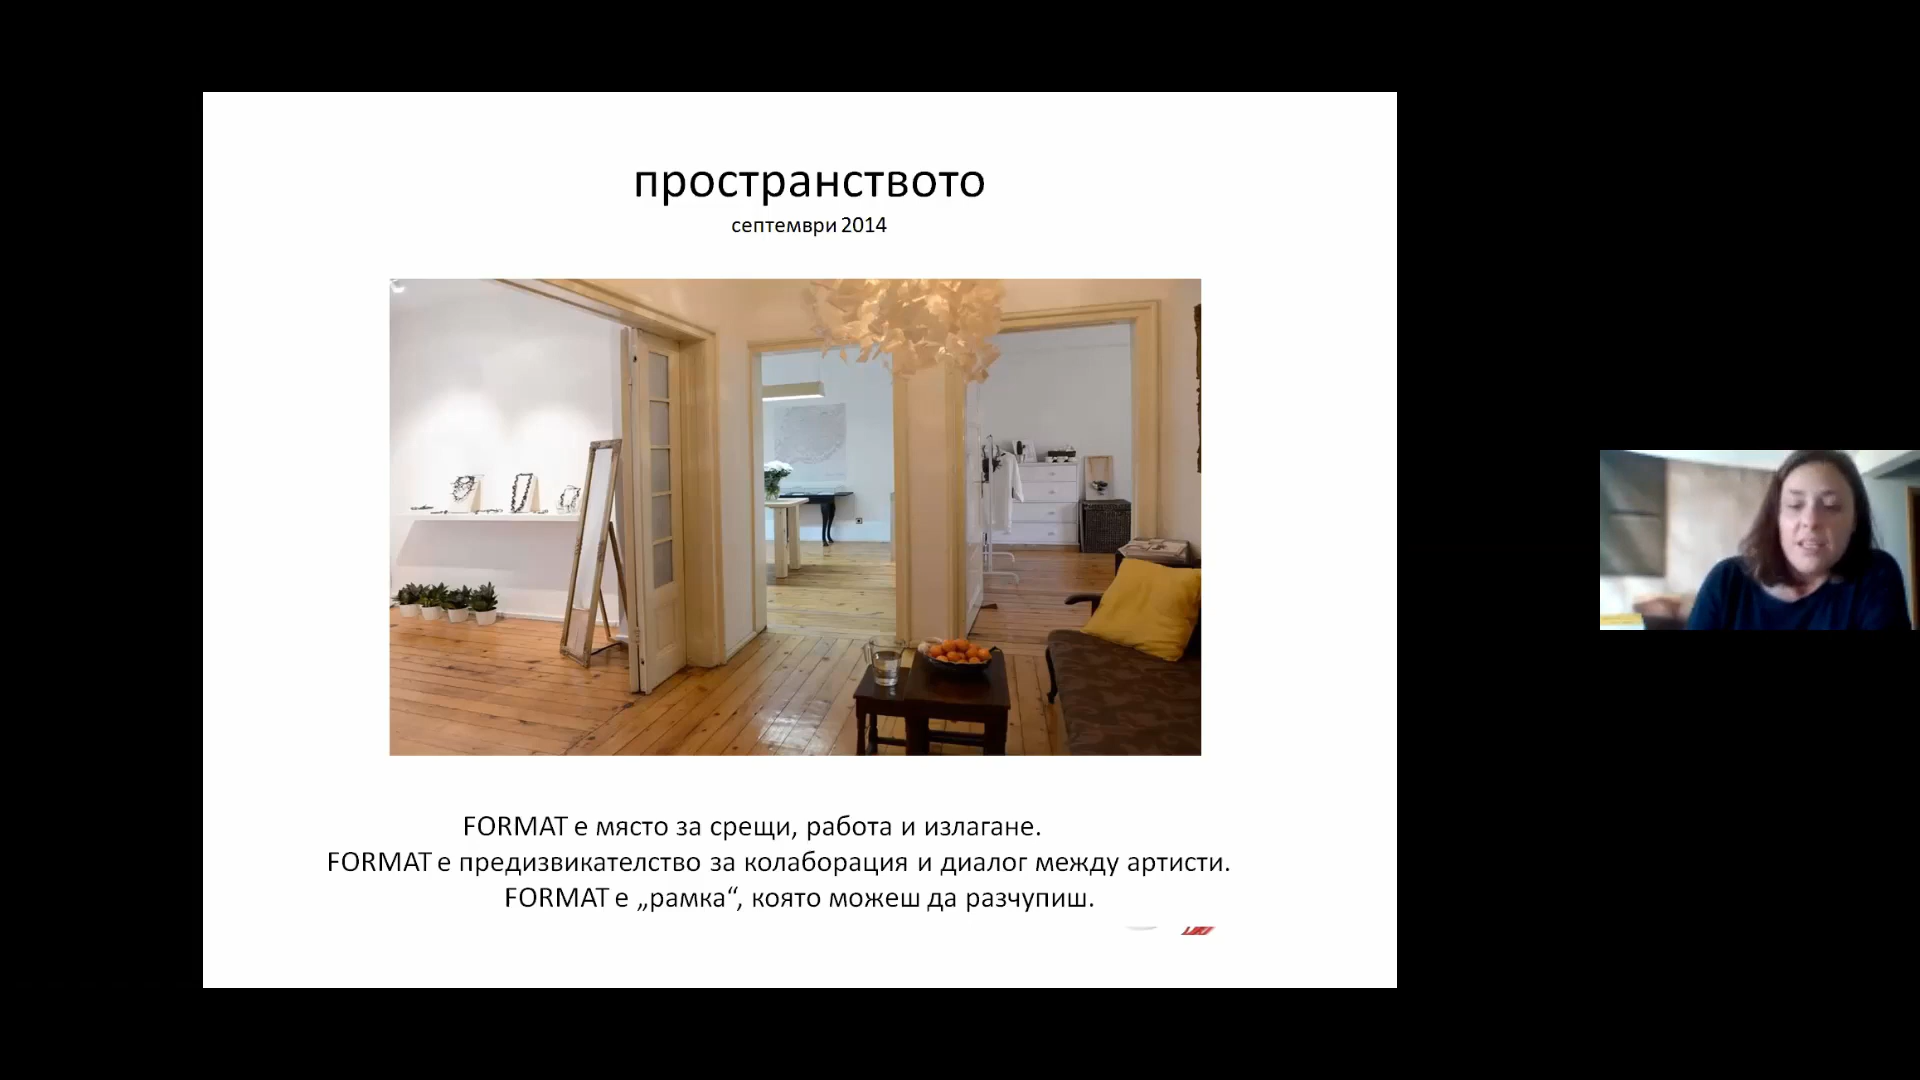 пространството
септември 2014
FORMAT е място за срещи, работа и излагане.
FORMAT е предизвикателство за колаборация и диалог между артисти.
FORMAT е „рамка“, която можеш да разчупиш.